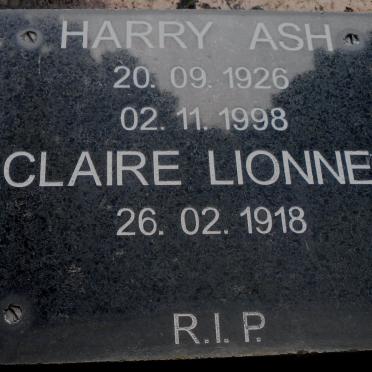 HARRY ASH
20. 09. 1926
02. 11. 1998
CLAIRE LIONNE
26. 02. 1918
R.I.P.